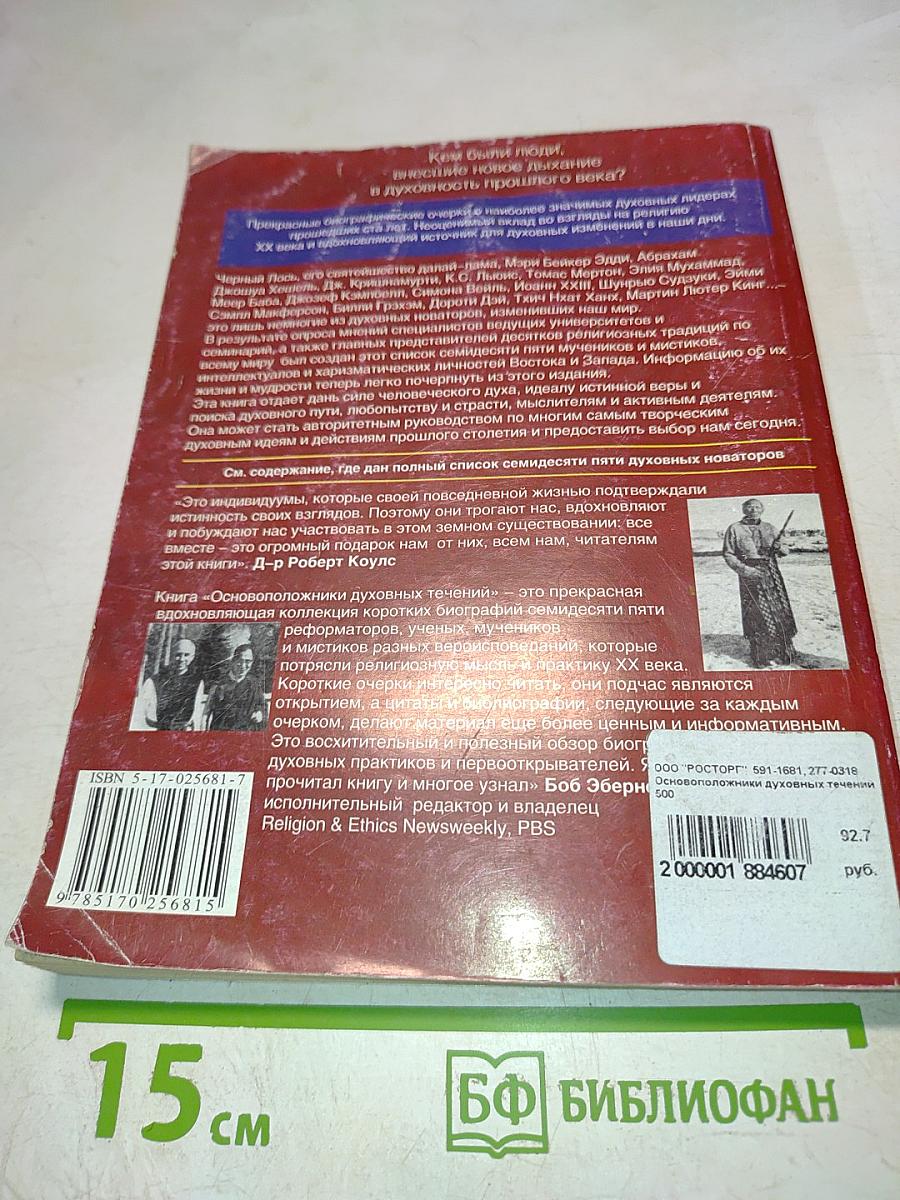 Кем были люди,
внесшие новое дыхание
в духовность прошлого века?
Прекрасные биографические очерки о наиболее значимых духовных лидерах
прошедших ста лет. Неоценимый вклад во взгляды на религию
XX века и вдохновляющий источник для духовных изменений в наши дни.
Черный Лось, его святейшество далай-лама, Мэри Бейкер Эдди, Абрахам
Джошуа Хешель, Дж. Кришнамурти, К.С. Льюис, Томас Мертон, Элия Мухаммад,
Меер Баба, Джозеф Кэмпбелл, Симона Вейль, Иоанн XXIII, Шунрью Судзуки, Эйми
Сэмпл Макферсон, Билли Грэхэм, Дороти Дэй, Тхич Нхат Ханх, Мартин Лютер Кинг...–
это лишь немногие из духовных новаторов, изменивших наш мир.
В результате опроса мнений специалистов ведущих университетов и
семинарий, а также главных представителей десятков религиозных традиций по
всему миру был создан этот список семидесяти пяти мучеников и мистиков,
интеллектуалов и харизматических личностей Востока и Запада. Информацию об их
жизни и мудрости теперь легко почерпнуть из этого издания.
Эта книга отдает дань силе человеческого духа, идеалу истинной веры и
поиска духовного пути, любопытству и страсти, мыслителям и активным деятелям.
Она может стать авторитетным руководством по многим самым творческим
духовным идеям и действиям прошлого столетия и предоставить выбор нам сегодня.
См. содержание, где дан полный список семидесяти пяти духовных новаторов
«Это индивидуумы, которые своей повседневной жизнью подтверждали
истинность своих взглядов. Поэтому они трогают нас, вдохновляют
и побуждают нас участвовать в этом земном существовании: все
вместе – это огромный подарок нам от них, всем нам, читателям
этой книги». Д-р Роберт Коулс
Книга «Основоположники духовных течений» – это прекрасная
вдохновляющая коллекция коротких биографий семидесяти пяти
реформаторов, ученых, мучеников
и мистиков разных вероисповеданий, которые
потрясли религиозную мысль и практику XX века.
Короткие очерки интересно читать, они подчас являются
открытием, а цитаты и библиографии, следующие за каждым
очерком, делают материал еще более ценным и информативным.
Это восхитительный и полезный обзор биогр
духовных практиков и первооткрывателей. Я
прочитал книгу и многое узнал» Боб Эберне
исполнительный редактор и владелец
Religion & Ethics Newsweekly, PBS
ISBN 5-17-025681-7
9 785170 256815
ООО "РОСТОРГ" 591-1681, 277-0318
Основоположники духовных течений
500
92.7
2 000001 884607
руб.
15 см
БФ БИБЛИОФАН